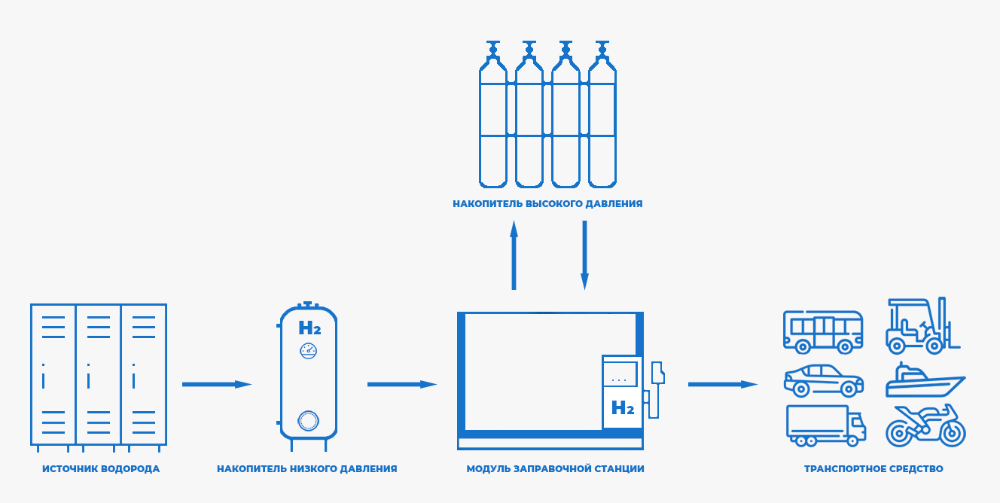 НАКОПИТЕЛЬ ВЫСОКОГО ДАВЛЕНИЯ
H₂
H₂
ИСТОЧНИК ВОДОРОДА
НАКОПИТЕЛЬ НИЗКОГО ДАВЛЕНИЯ
МОДУЛЬ ЗАПРАВОЧНОЙ СТАНЦИИ
ТРАНСПОРТНОЕ СРЕДСТВО